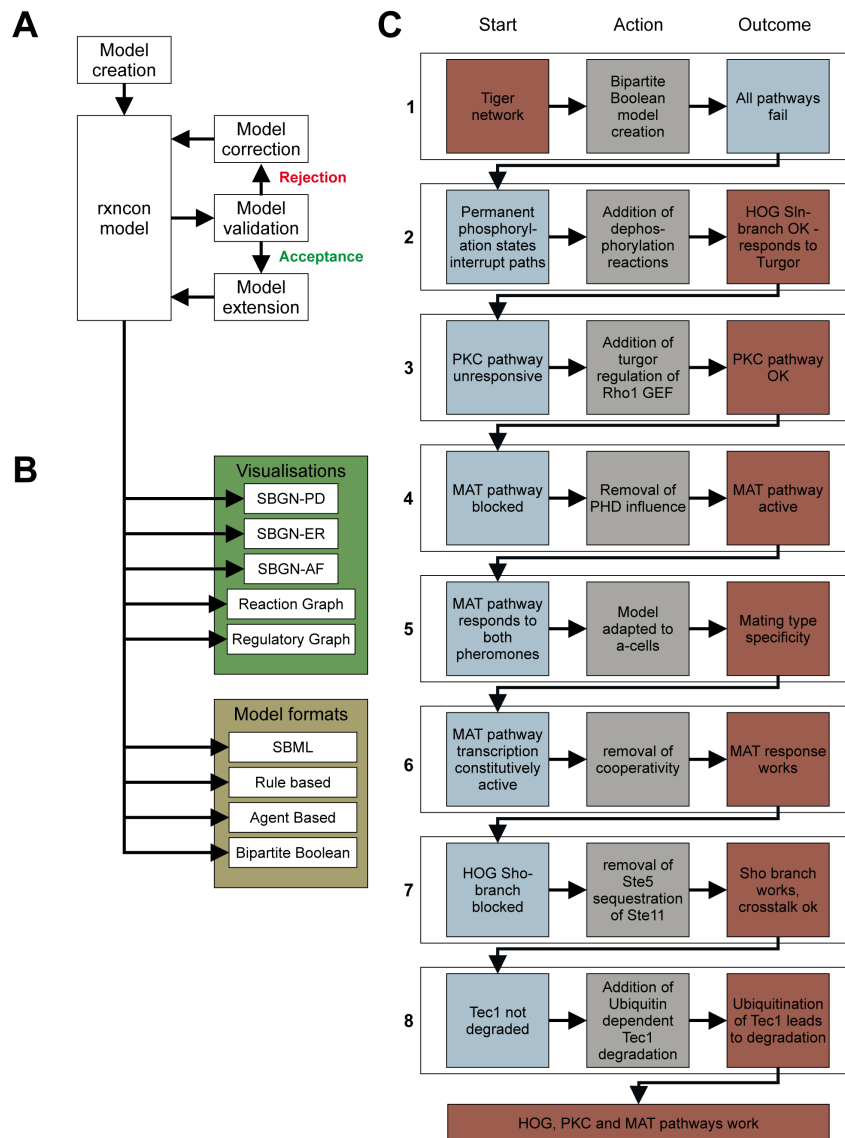 A
Model
creation
rxncon
model
Model
correction
Rejection
Model
validation
Acceptance
Model
extension
B
Visualisations
SBGN-PD
SBGN-ER
SBGN-AF
Reaction Graph
Regulatory Graph
Model formats
SBML
Rule based
Agent Based
Bipartite Boolean
C
Start
Action
Outcome
1
Tiger
network
Bipartite
Boolean
model
creation
All pathways
fail
2
Permanent
phosphoryl-
ation states
interrupt paths
Addition of
dephos-
phorylation
reactions
HOG Sln-
branch OK -
responds to
Turgor
3
PKC pathway
unresponsive
Addition of
turgor
regulation of
Rho1 GEF
PKC pathway
OK
4
MAT pathway
blocked
Removal of
PHD influence
MAT pathway
active
5
MAT pathway
responds to
both
pheromones
Model
adapted to
a-cells
Mating type
specificity
6
MAT pathway
transcription
constitutively
active
removal of
cooperativity
MAT response
works
7
HOG Sho-
branch
blocked
removal of
Ste5
sequestration
of Ste11
Sho branch
works,
crosstalk ok
8
Tec1 not
degraded
Addition of
Ubiquitin
dependent
Tec1
degradation
Ubiquitination
of Tec1 leads
to degradation
HOG, PKC and MAT pathways work